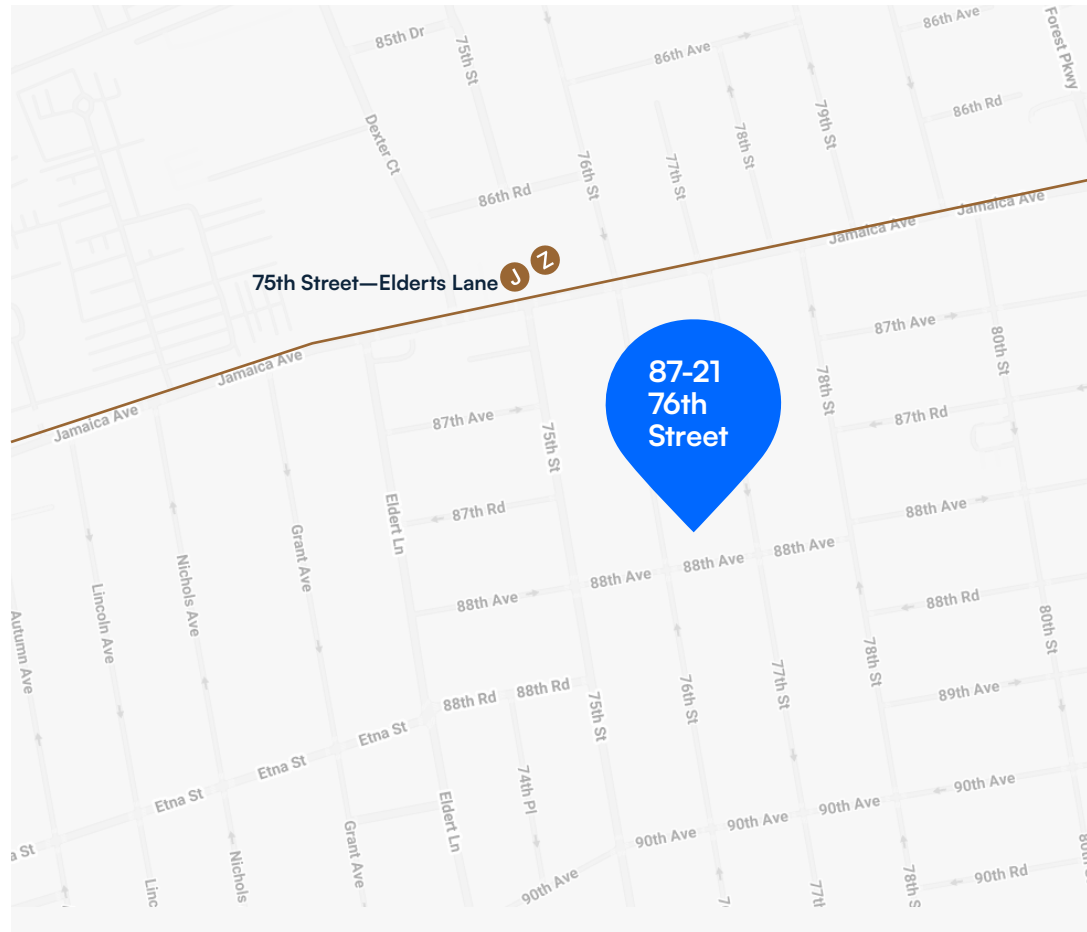 86th Ave
Forest Pkwy
85th Dr
75th St
86th Ave
86th Rd
79th St
78th St
Dexter Ct
76th St
77th St
86th Rd
Jamaica Ave
Jamaica Ave
75th Street—Elderts Lane J Z
87th Ave
80th St
Jamaica Ave
87-21
76th
Street
78th St
Jamaica Ave
87th Ave
87th Rd
75th St
Eldert Ln
87th Rd
88th Ave
Grant Ave
88th Ave
88th Ave
88th Ave
88th Ave
Nichols Ave
Lincoln Ave
88th Rd
Autumn Ave
80th St
78th St
77th St
76th St
89th Ave
88th Rd
88th Rd
75th St
Etna St
Etna St
74th Pl
90th Ave
Etna St
90th Ave
90th Ave
Eldert Ln
90th Ave
a St
Grant Ave
Nichols
90th Rd
90th Ave
Linc
77th
78th S